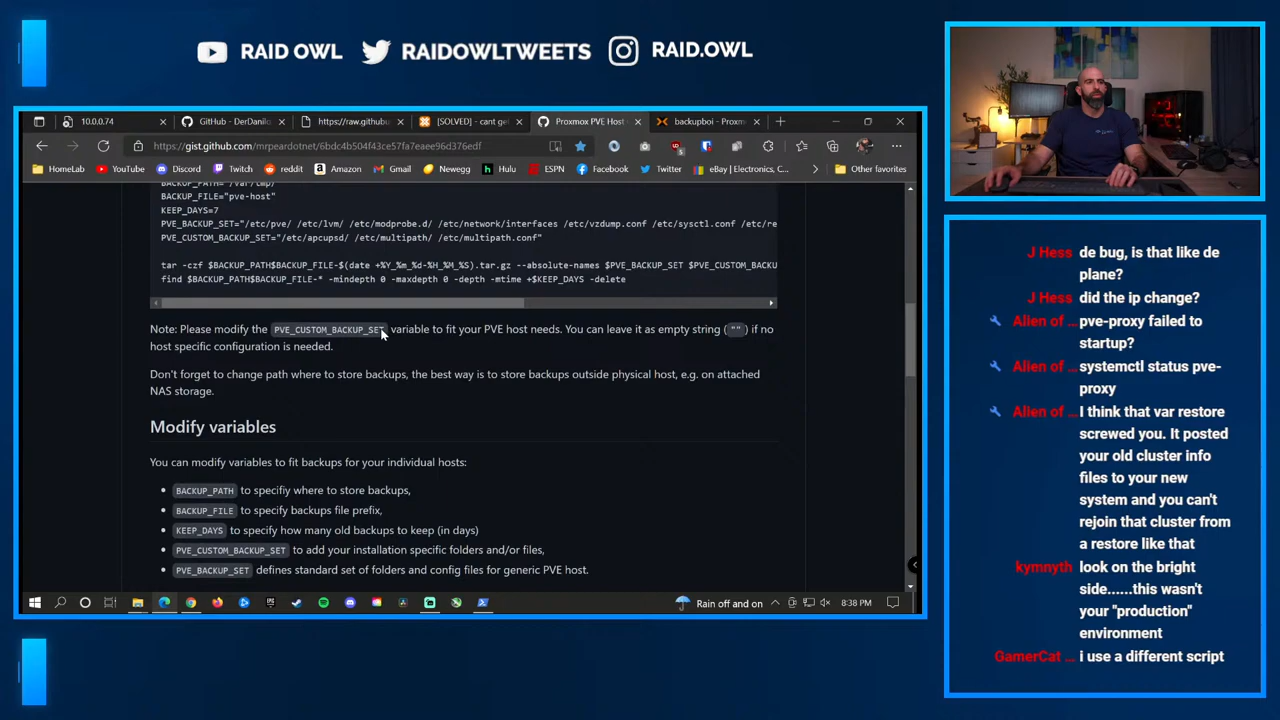 RAID OWL RAIDOWLTWEETS RAID.OWL
10.0.0.74 GitHub - DerDanilo https://raw.githubu [SOLVED] - cant get Proxmox PVE Host - backupboi - Proxmox
https://gist.github.com/mrpeardotnet/6bdc4b504f43ce57fa7eaee96d376edf
HomeLab Twitch reddit Amazon Gmail Newegg Hulu ESPN Facebook Twitter eBay | Electronics, C... Other favorites
BACKUP_PATH="/var/tmp/"
BACKUP_FILE="pve-host"
KEEP_DAYS=7
PVE_BACKUP_SET="/etc/pve/ /etc/lvm/ /etc/modprobe.d/ /etc/network/interfaces /etc/vzdump.conf /etc/sysctl.conf /etc/re
PVE_CUSTOM_BACKUP_SET="/etc/apcupsd/ /etc/multipath/ /etc/multipath.conf"
tar -czf $BACKUP_PATH$BACKUP_FILE-$(date +%Y_%m_%d-%H_%M_%S).tar.gz --absolute-names $PVE_BACKUP_SET $PVE_CUSTOM_BACKU
find $BACKUP_PATH$BACKUP_FILE-* -mindepth 0 -maxdepth 0 -depth -mtime +$KEEP_DAYS -delete
Note: Please modify the PVE_CUSTOM_BACKUP_SET variable to fit your PVE host needs. You can leave it as empty string ( "" ) if no
host specific configuration is needed.
Don't forget to change path where to store backups, the best way is to store backups outside physical host, e.g. on attached
NAS storage.
Modify variables
You can modify variables to fit backups for your individual hosts:
• BACKUP_PATH to specifiy where to store backups,
• BACKUP_FILE to specify backups file prefix,
• KEEP_DAYS to specify how many old backups to keep (in days)
• PVE_CUSTOM_BACKUP_SET to add your installation specific folders and/or files,
• PVE_BACKUP_SET defines standard set of folders and config files for generic PVE host.
Rain off and on 8:38 PM
J Hess de bug, is that like de
plane?
J Hess did the ip change?
Alien of ... pve-proxy failed to
startup?
Alien of ... systemctl status pve-
proxy
Alien of ... I think that var restore
screwed you. It posted
your old cluster info
files to your new
system and you can't
rejoin that cluster from
a restore like that
kymnyth look on the bright
side......this wasn't
your "production"
environment
GamerCat ... i use a different script